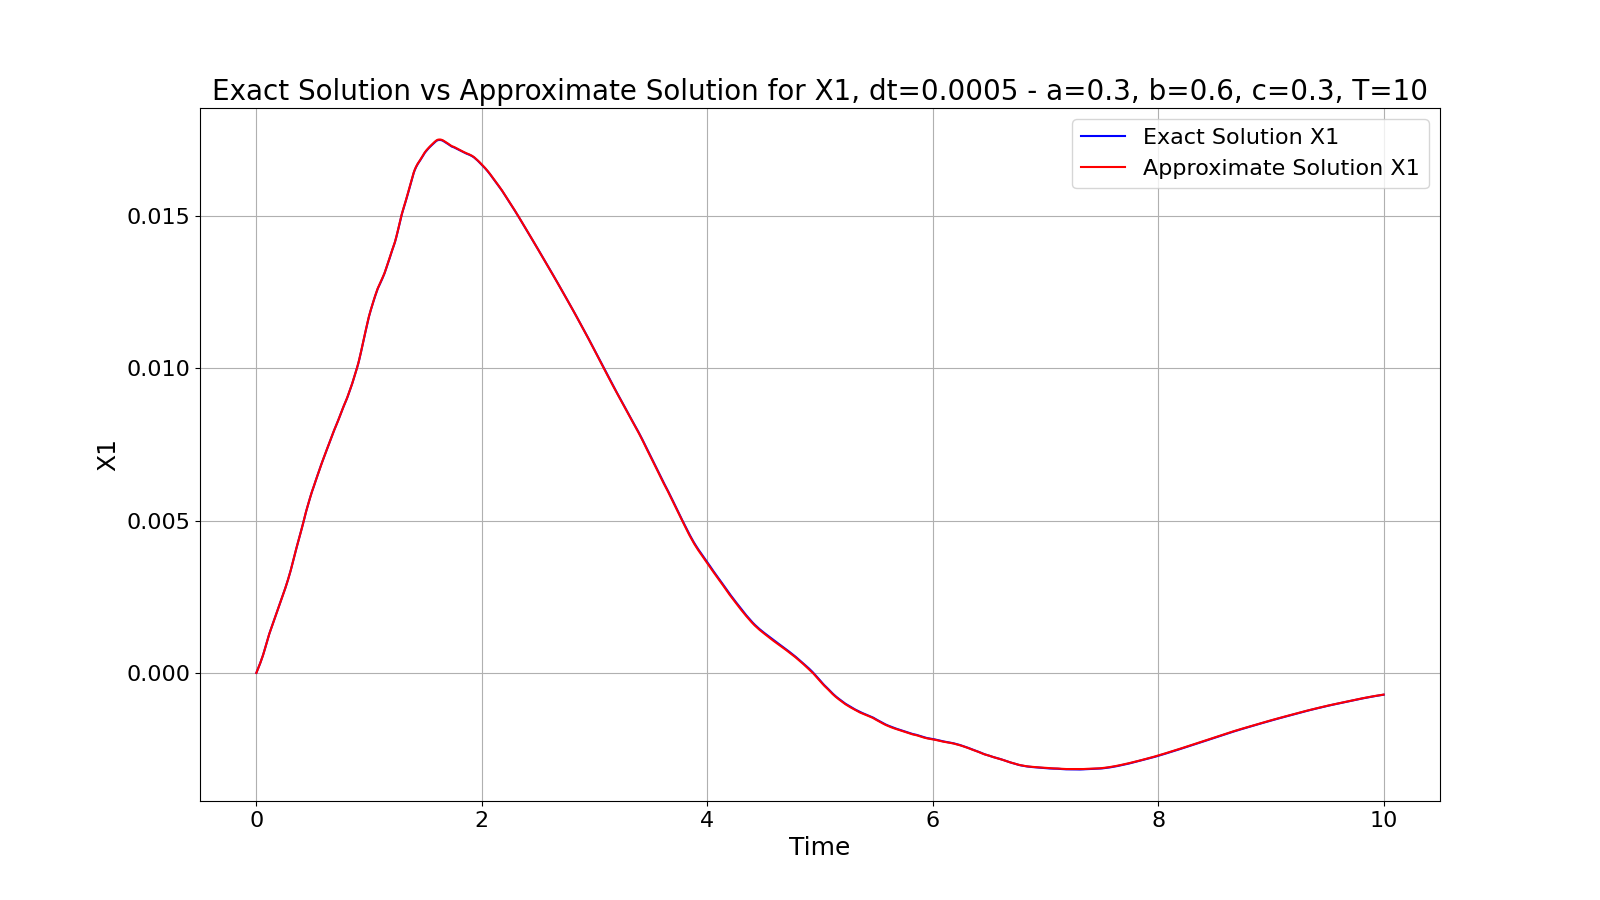 Exact Solution vs Approximate Solution for X1, dt=0.0005 - a=0.3, b=0.6, c=0.3, T=10
Exact Solution X1
Approximate Solution X1
0.015
0.010
0.005
0.000
X1
0 2 4 6 8 10
Time